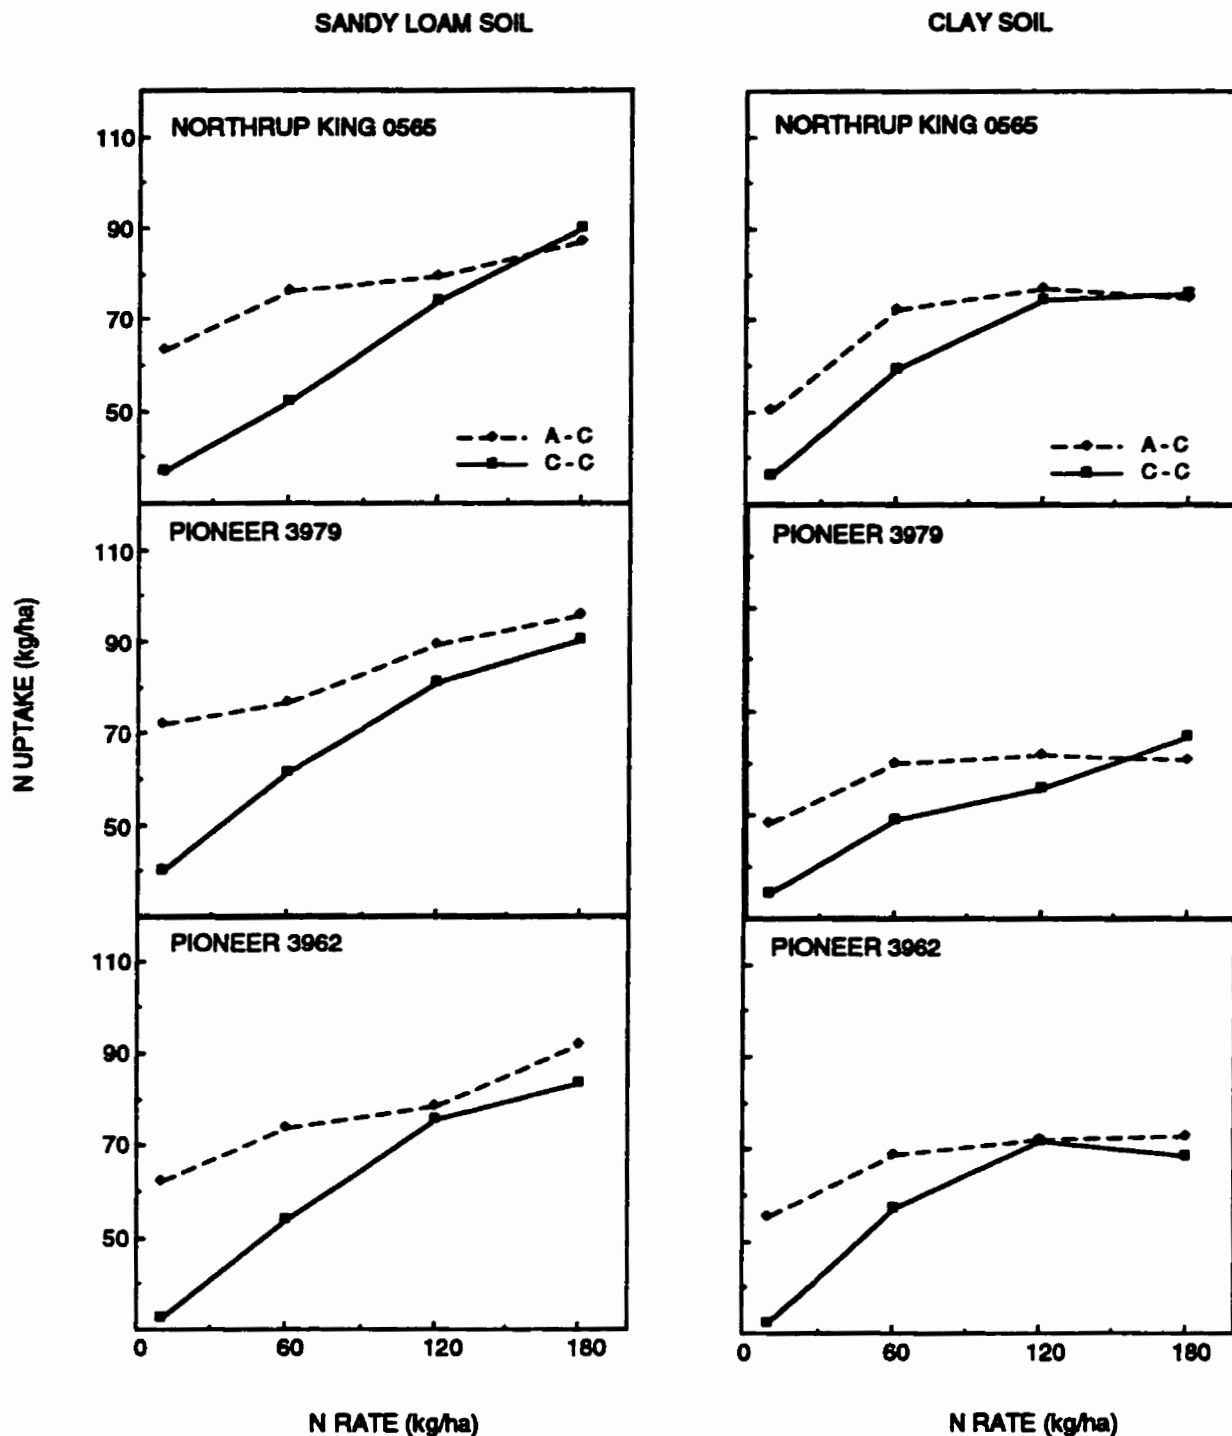 SANDY LOAM SOIL
CLAY SOIL
NORTHRUP KING 0565
110
90
70
50
A - C
C - C
NORTHRUP KING 0565
A - C
C - C
PIONEER 3979
110
90
70
50
PIONEER 3979
N UPTAKE (kg/ha)
PIONEER 3962
110
90
70
50
0 60 120 180
PIONEER 3962
0 60 120 180
N RATE (kg/ha)
N RATE (kg/ha)